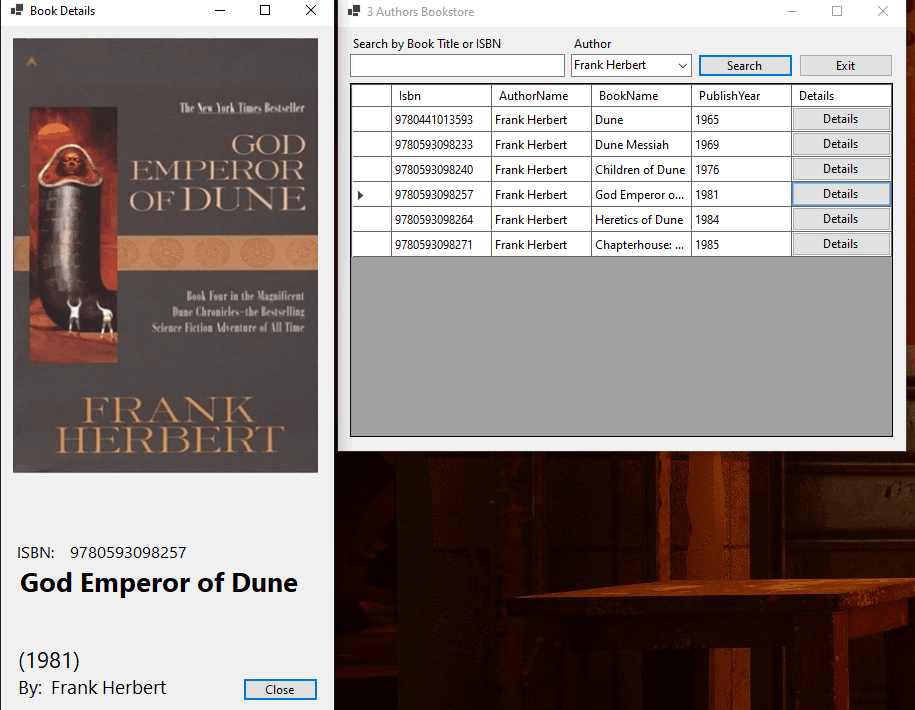 Book Details
The New York Times Bestseller
GOD
EMPEROR
OF DUNE
Book Four in the Magnificent
Dune Chronicles—the Bestselling
Science Fiction Adventure of All Time
FRANK
HERBERT
ISBN: 9780593098257
God Emperor of Dune
(1981)
By: Frank Herbert
Close
3 Authors Bookstore
Search by Book Title or ISBN Author
Frank Herbert Search Exit
Isbn AuthorName BookName PublishYear Details
9780441013593 Frank Herbert Dune 1965 Details
9780593098233 Frank Herbert Dune Messiah 1969 Details
9780593098240 Frank Herbert Children of Dune 1976 Details
9780593098257 Frank Herbert God Emperor o... 1981 Details
9780593098264 Frank Herbert Heretics of Dune 1984 Details
9780593098271 Frank Herbert Chapterhouse: ... 1985 Details